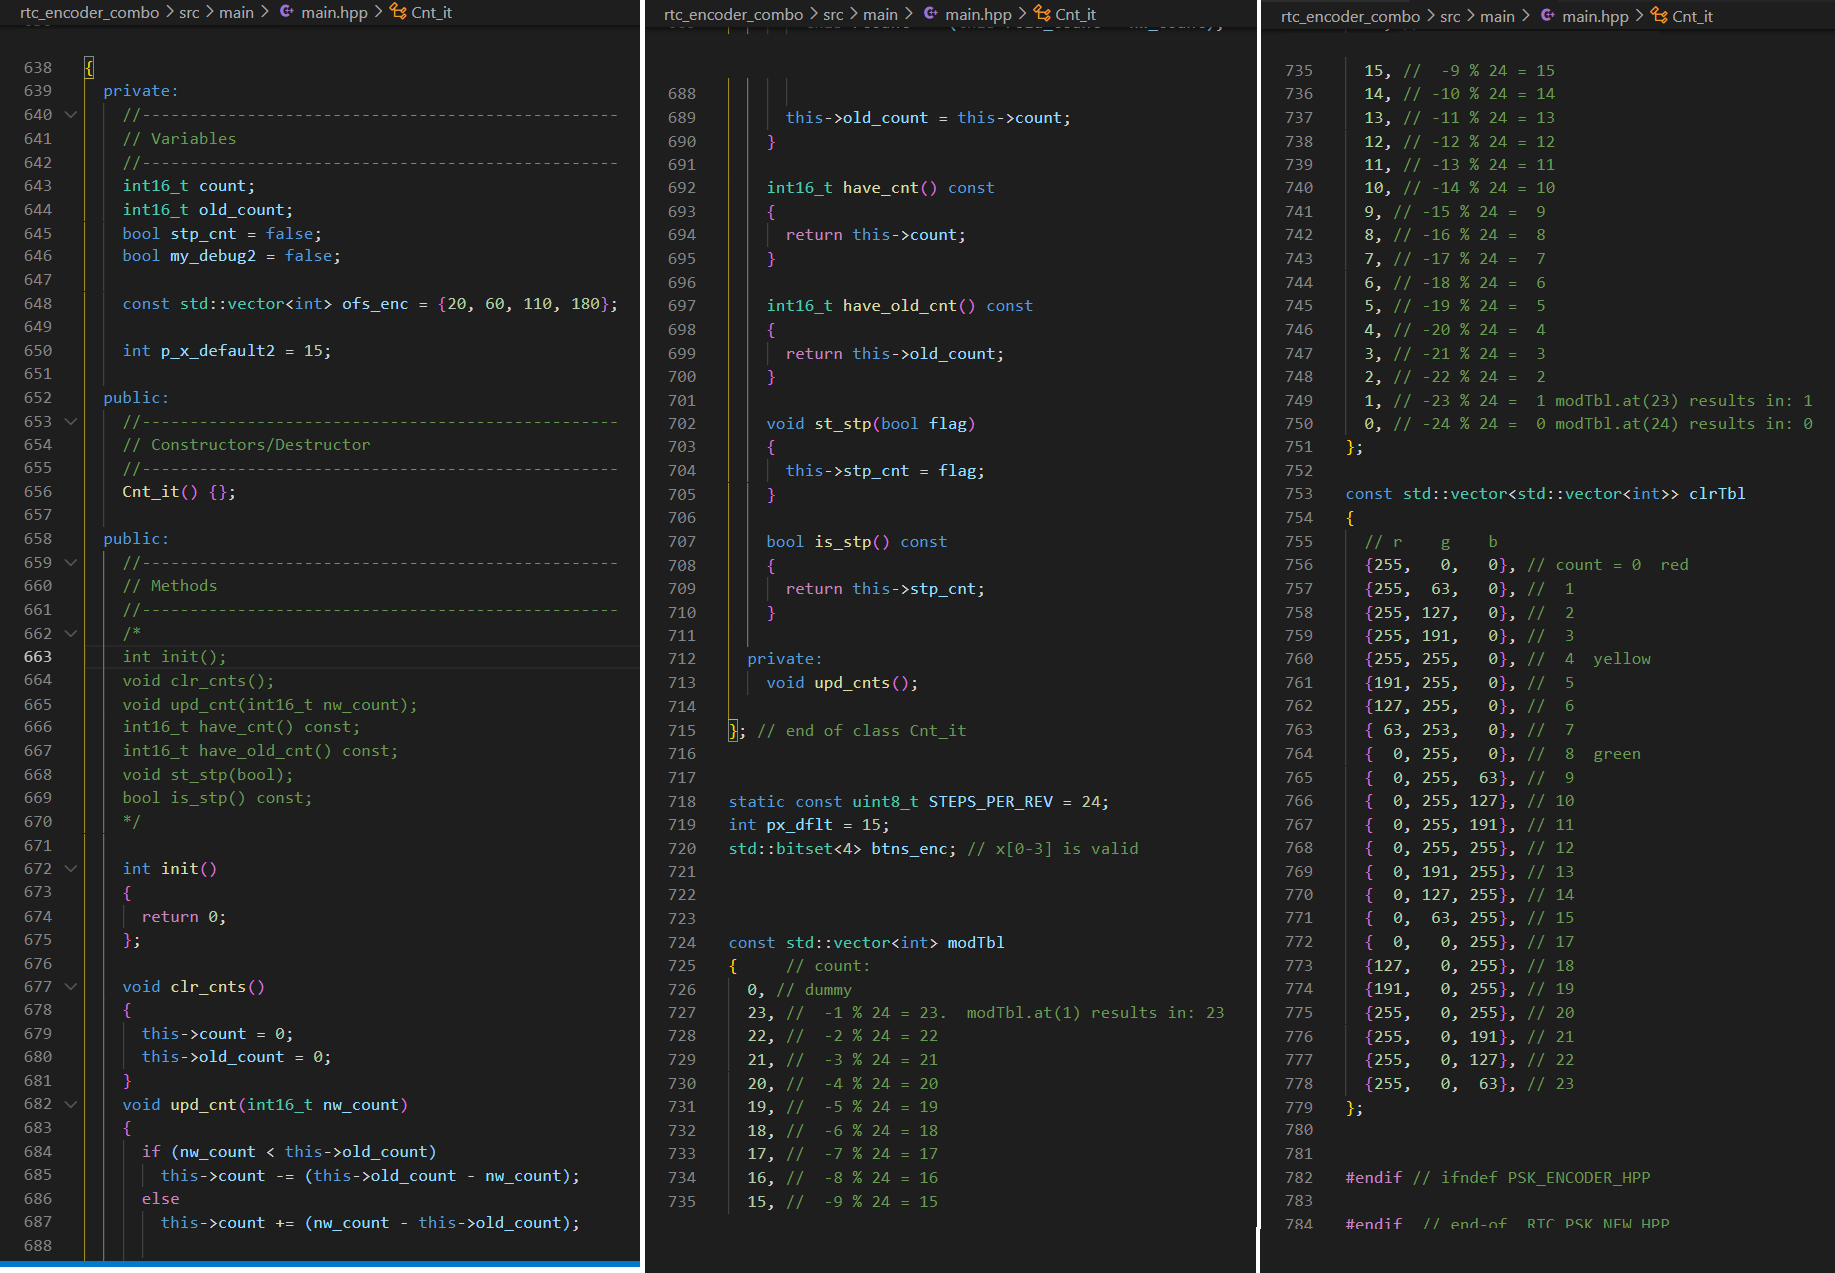 rtc_encoder_combo > src > main > main.hpp > Cnt_it
638 {
639   private:
640     //--------------------------------------------------
641     // Variables
642     //--------------------------------------------------
643     int16_t count;
644     int16_t old_count;
645     bool stp_cnt = false;
646     bool my_debug2 = false;
647
648     const std::vector<int> ofs_enc = {20, 60, 110, 180};
649
650     int p_x_default2 = 15;
651
652   public:
653     //--------------------------------------------------
654     // Constructors/Destructor
655     //--------------------------------------------------
656     Cnt_it() {};
657
658   public:
659     //--------------------------------------------------
660     // Methods
661     //--------------------------------------------------
662     /*
663     int init();
664     void clr_cnts();
665     void upd_cnt(int16_t nw_count);
666     int16_t have_cnt() const;
667     int16_t have_old_cnt() const;
668     void st_stp(bool);
669     bool is_stp() const;
670     */
671
672     int init()
673     {
674       return 0;
675     };
676
677     void clr_cnts()
678     {
679       this->count = 0;
680       this->old_count = 0;
681     }
682     void upd_cnt(int16_t nw_count)
683     {
684       if (nw_count < this->old_count)
685         this->count -= (this->old_count - nw_count);
686       else
687         this->count += (nw_count - this->old_count);
688
rtc_encoder_combo > src > main > main.hpp > Cnt_it
688
689       this->old_count = this->count;
690     }
691
692     int16_t have_cnt() const
693     {
694       return this->count;
695     }
696
697     int16_t have_old_cnt() const
698     {
699       return this->old_count;
700     }
701
702     void st_stp(bool flag)
703     {
704       this->stp_cnt = flag;
705     }
706
707     bool is_stp() const
708     {
709       return this->stp_cnt;
710     }
711
712   private:
713     void upd_cnts();
714
715 }; // end of class Cnt_it
716
717
718 static const uint8_t STEPS_PER_REV = 24;
719 int px_dflt = 15;
720 std::bitset<4> btns_enc; // x[0-3] is valid
721
722
723
724 const std::vector<int> modTbl
725 {     // count:
726   0, // dummy
727   23, //  -1 % 24 = 23.  modTbl.at(1) results in: 23
728   22, //  -2 % 24 = 22
729   21, //  -3 % 24 = 21
730   20, //  -4 % 24 = 20
731   19, //  -5 % 24 = 19
732   18, //  -6 % 24 = 18
733   17, //  -7 % 24 = 17
734   16, //  -8 % 24 = 16
735   15, //  -9 % 24 = 15
rtc_encoder_combo > src > main > main.hpp > Cnt_it
735   15, //  -9 % 24 = 15
736   14, // -10 % 24 = 14
737   13, // -11 % 24 = 13
738   12, // -12 % 24 = 12
739   11, // -13 % 24 = 11
740   10, // -14 % 24 = 10
741   9, // -15 % 24 =  9
742   8, // -16 % 24 =  8
743   7, // -17 % 24 =  7
744   6, // -18 % 24 =  6
745   5, // -19 % 24 =  5
746   4, // -20 % 24 =  4
747   3, // -21 % 24 =  3
748   2, // -22 % 24 =  2
749   1, // -23 % 24 =  1 modTbl.at(23) results in: 1
750   0, // -24 % 24 =  0 modTbl.at(24) results in: 0
751 };
752
753 const std::vector<std::vector<int>> clrTbl
754 {
755   // r    g    b
756   {255,   0,   0}, // count = 0  red
757   {255,  63,   0}, //  1
758   {255, 127,   0}, //  2
759   {255, 191,   0}, //  3
760   {255, 255,   0}, //  4  yellow
761   {191, 255,   0}, //  5
762   {127, 255,   0}, //  6
763   { 63, 253,   0}, //  7
764   {  0, 255,   0}, //  8  green
765   {  0, 255,  63}, //  9
766   {  0, 255, 127}, // 10
767   {  0, 255, 191}, // 11
768   {  0, 255, 255}, // 12
769   {  0, 191, 255}, // 13
770   {  0, 127, 255}, // 14
771   {  0,  63, 255}, // 15
772   {  0,   0, 255}, // 17
773   {127,   0, 255}, // 18
774   {191,   0, 255}, // 19
775   {255,   0, 255}, // 20
776   {255,   0, 191}, // 21
777   {255,   0, 127}, // 22
778   {255,   0,  63}, // 23
779 };
780
781
782 #endif // ifndef PSK_ENCODER_HPP
783
784 #endif  // end-of  RTC_PSK_NEW_HPP